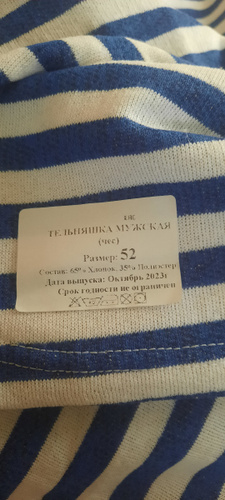 ТЕЛЬНЯШКА МУЖСКАЯ
(чес)
Размер: 52
Состав: 65% Хлопок. 35% Полиэстер
Дата выпуска: Октябрь 2023г
Срок годности не ограничен